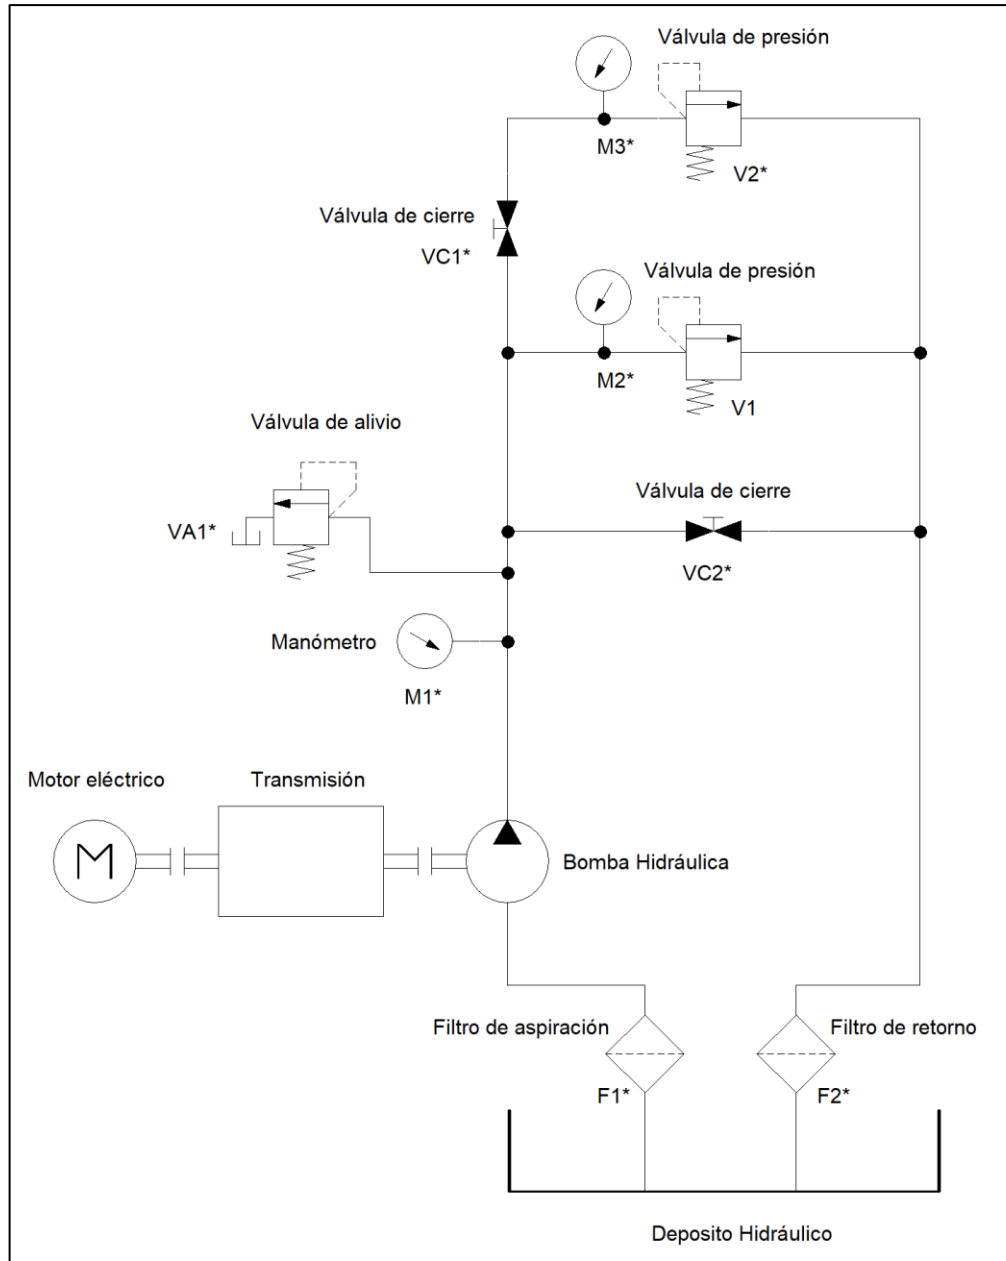 Válvula de presión
M3*
V2*
Válvula de cierre
VC1*
Válvula de presión
M2*
V1
Válvula de alivio
VA1*
Válvula de cierre
VC2*
Manómetro
M1*
Motor eléctrico
Transmisión
M
Bomba Hidráulica
Filtro de aspiración
Filtro de retorno
F1*
F2*
Deposito Hidráulico